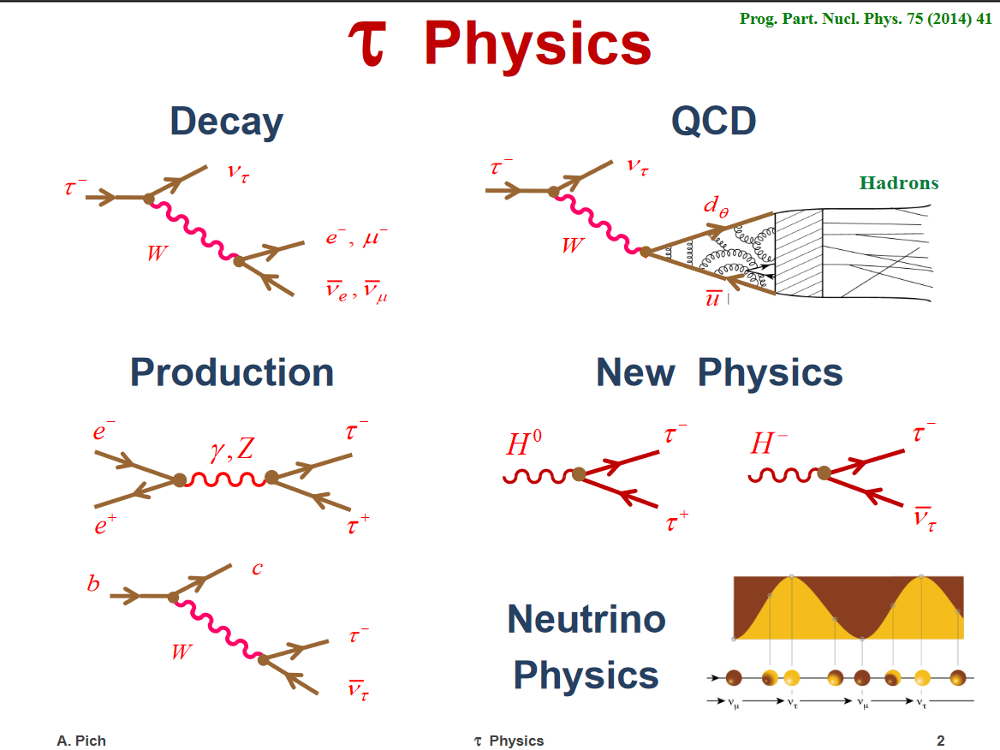 τ Physics
Prog. Part. Nucl. Phys. 75 (2014) 41
Decay
τ⁻
ν_τ
W
e⁻, μ⁻
ν̅_e, ν̅_μ
QCD
τ⁻
ν_τ
W
d_θ
u̅
Hadrons
Production
e⁻
e⁺
γ, Z
τ⁻
τ⁺
b
c
W
τ⁻
ν̅_τ
New Physics
H⁰
τ⁻
τ⁺
H⁻
τ⁻
ν̅_τ
Neutrino
Physics
ν_μ ν_τ ν_μ ν_τ
A. Pich
τ Physics
2